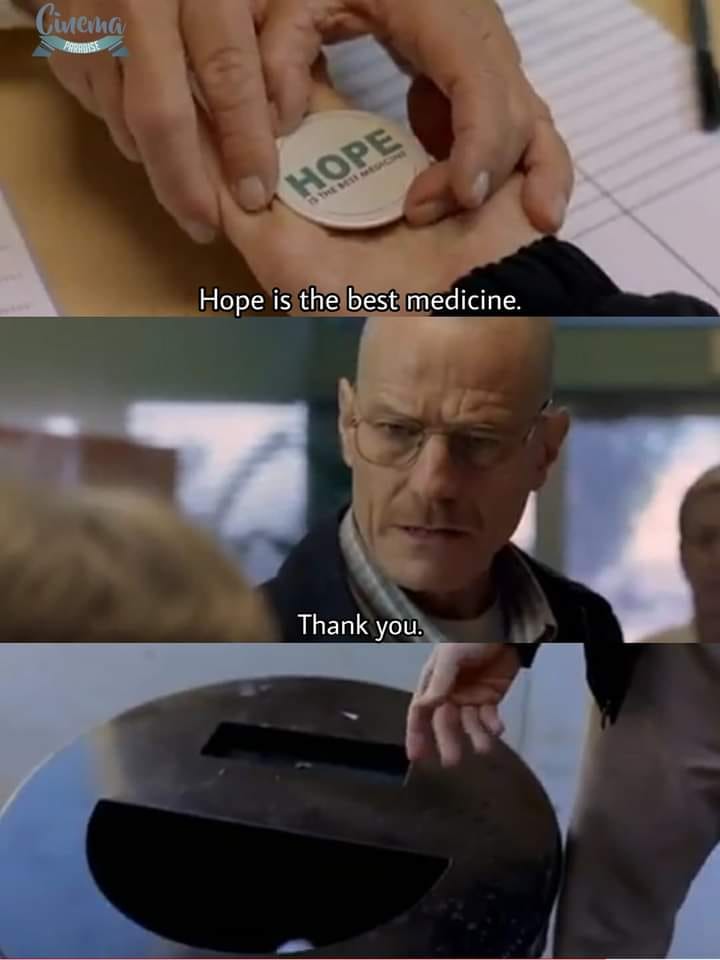 Cinema
PARADISE
HOPE
IS THE BEST MEDICINE
Hope is the best medicine.
Thank you.